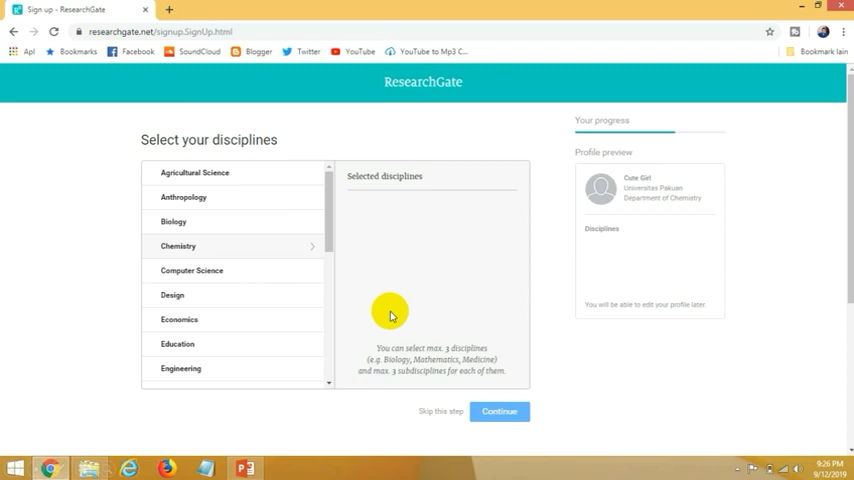 Sign up - ResearchGate
researchgate.net/signup.SignUp.html
Apl
Bookmarks
Facebook
SoundCloud
Blogger
Twitter
YouTube
YouTube to Mp3 C...
Bookmark lain
ResearchGate
Select your disciplines
Agricultural Science
Anthropology
Biology
Chemistry
Computer Science
Design
Economics
Education
Engineering
Selected disciplines
You can select max. 3 disciplines
(e.g. Biology, Mathematics, Medicine)
and max. 3 subdisciplines for each of them.
Skip this step
Continue
Your progress
Profile preview
Cute Girl
Universitas Pakuan
Department of Chemistry
Disciplines
You will be able to edit your profile later.
9:26 PM
9/12/2019